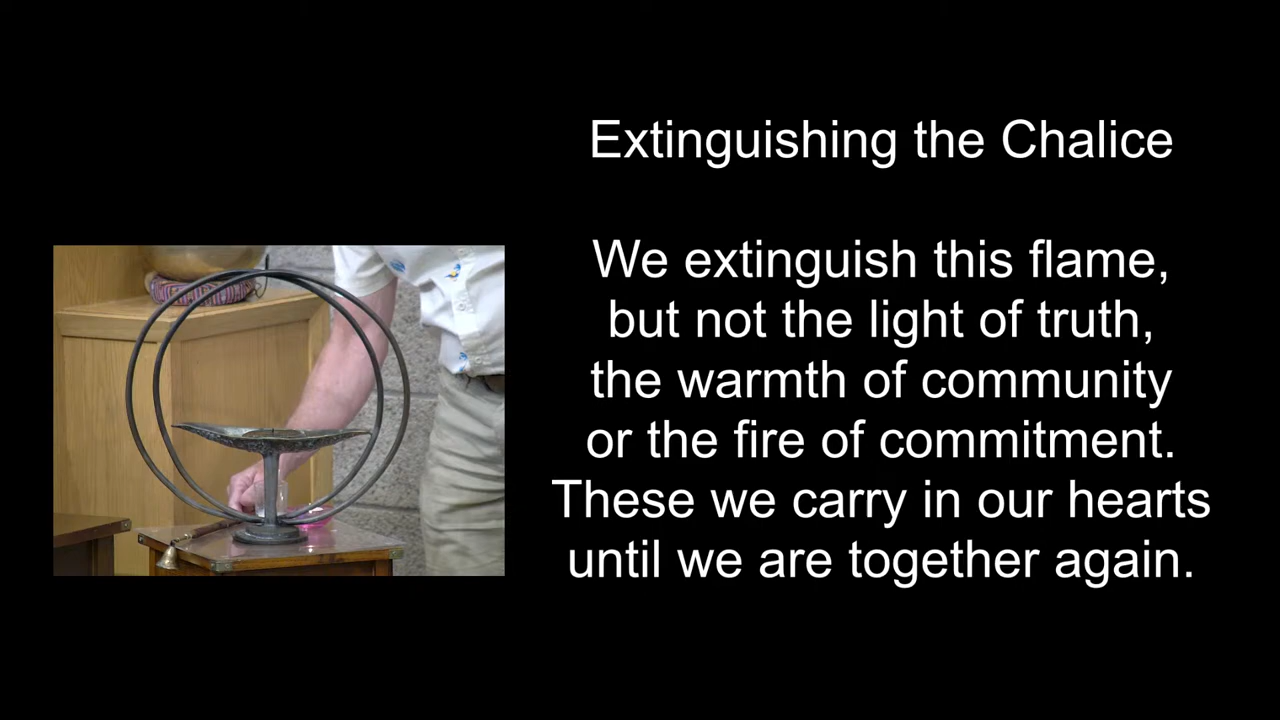 Extinguishing the Chalice
We extinguish this flame,
but not the light of truth,
the warmth of community
or the fire of commitment.
These we carry in our hearts
until we are together again.